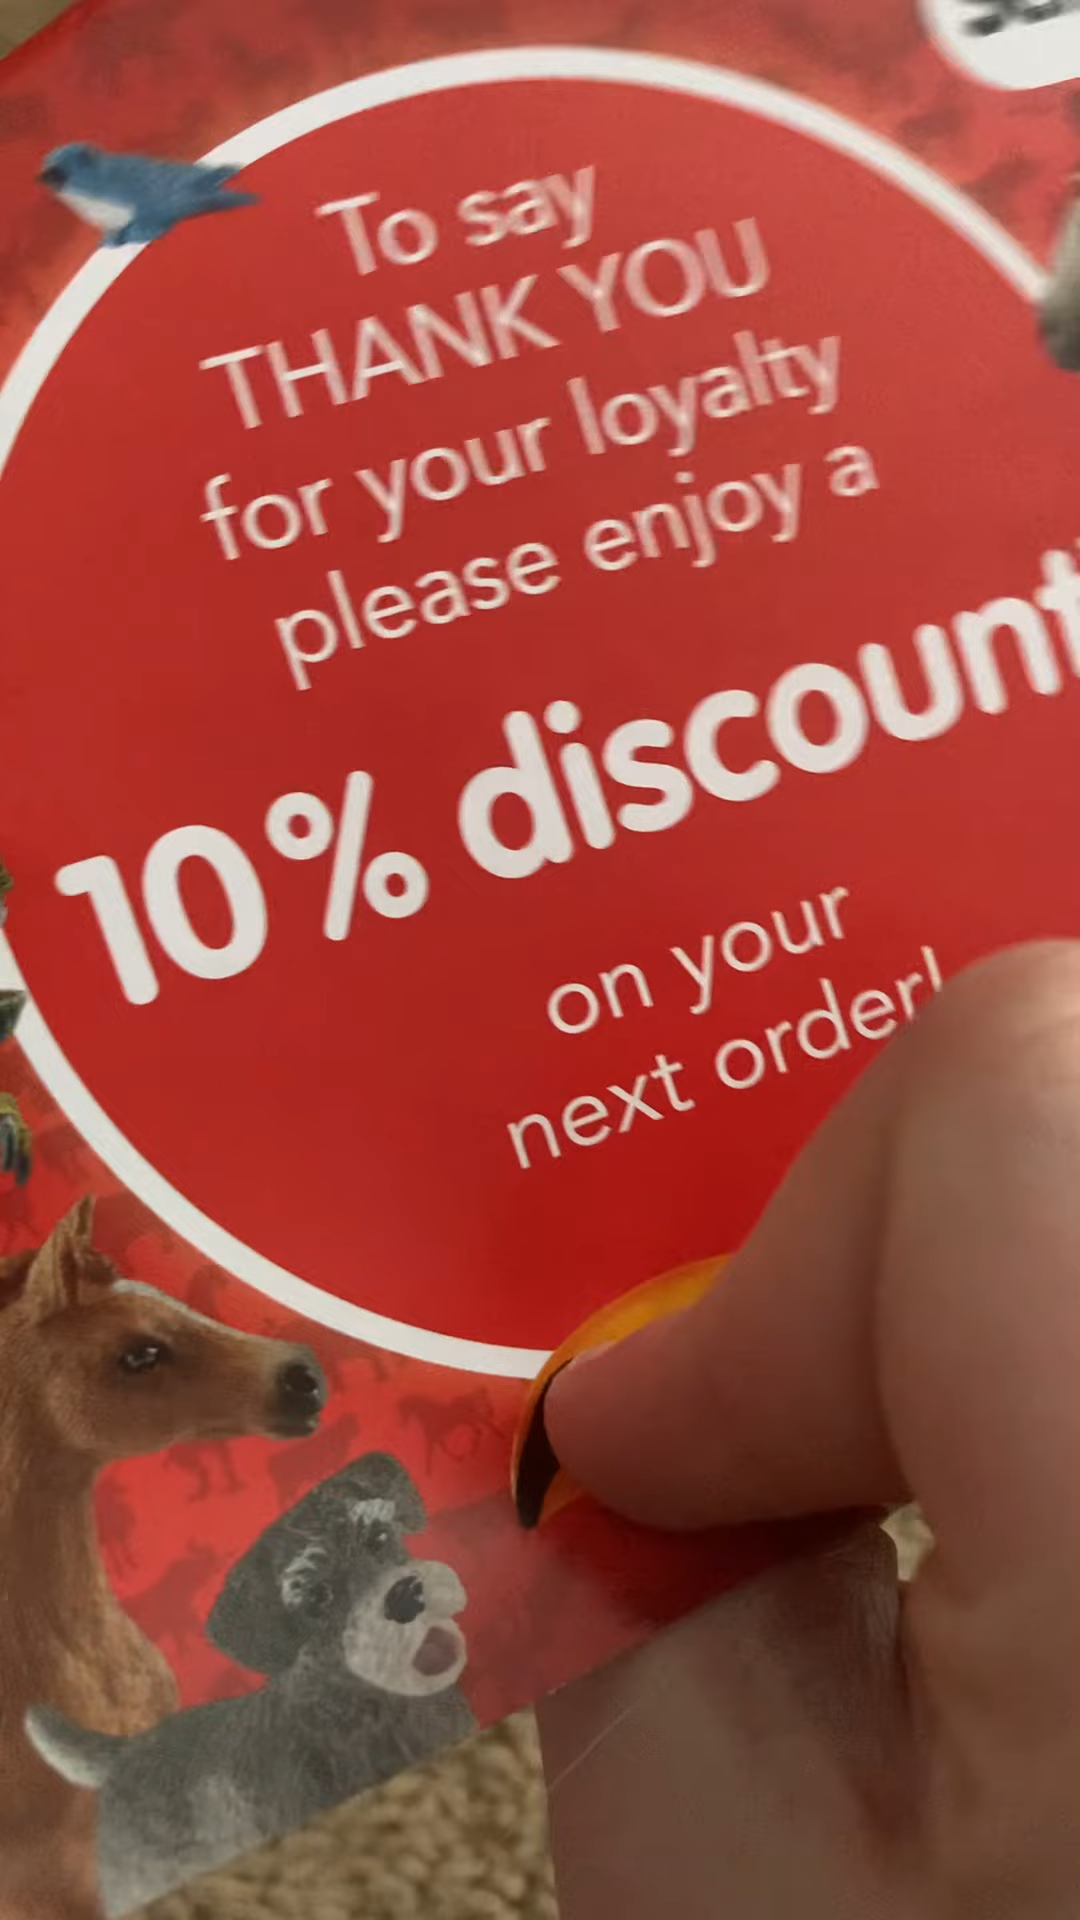 To say
THANK YOU
for your loyalty
please enjoy a
10% discount
on your
next order!